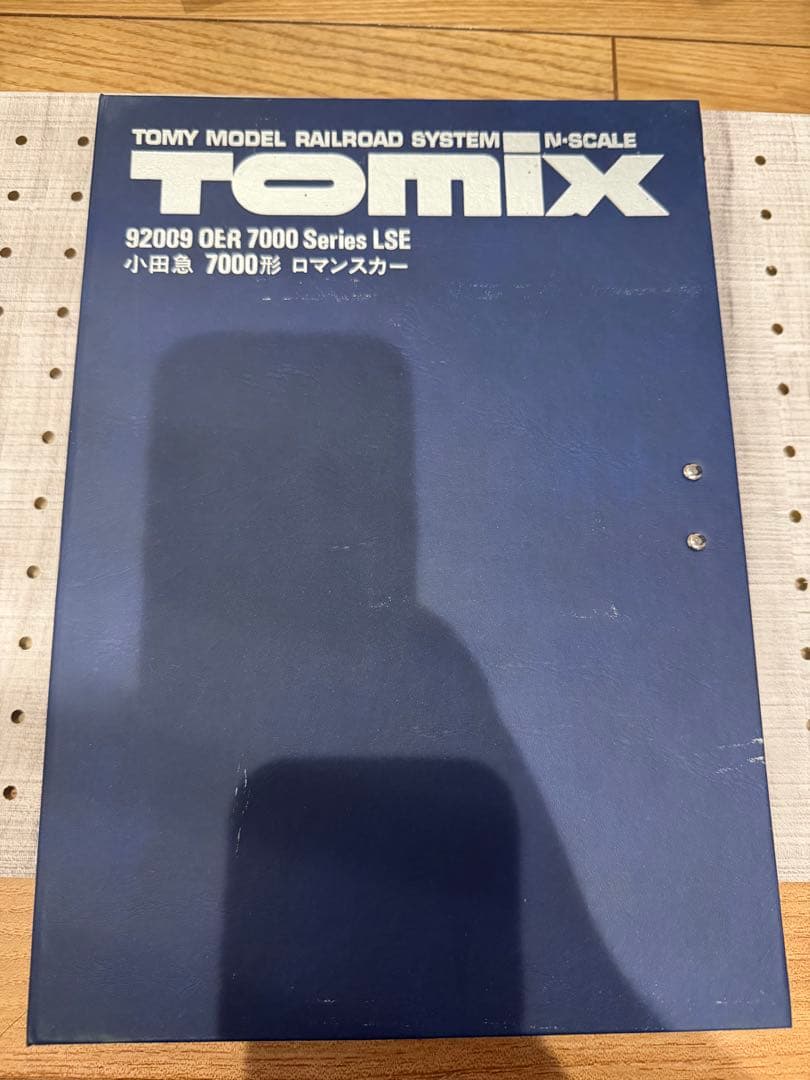 TOMY MODEL RAILROAD SYSTEM N·SCALE
TOMIX
92009 OER 7000 Series LSE
小田急 7000形 ロマンスカー